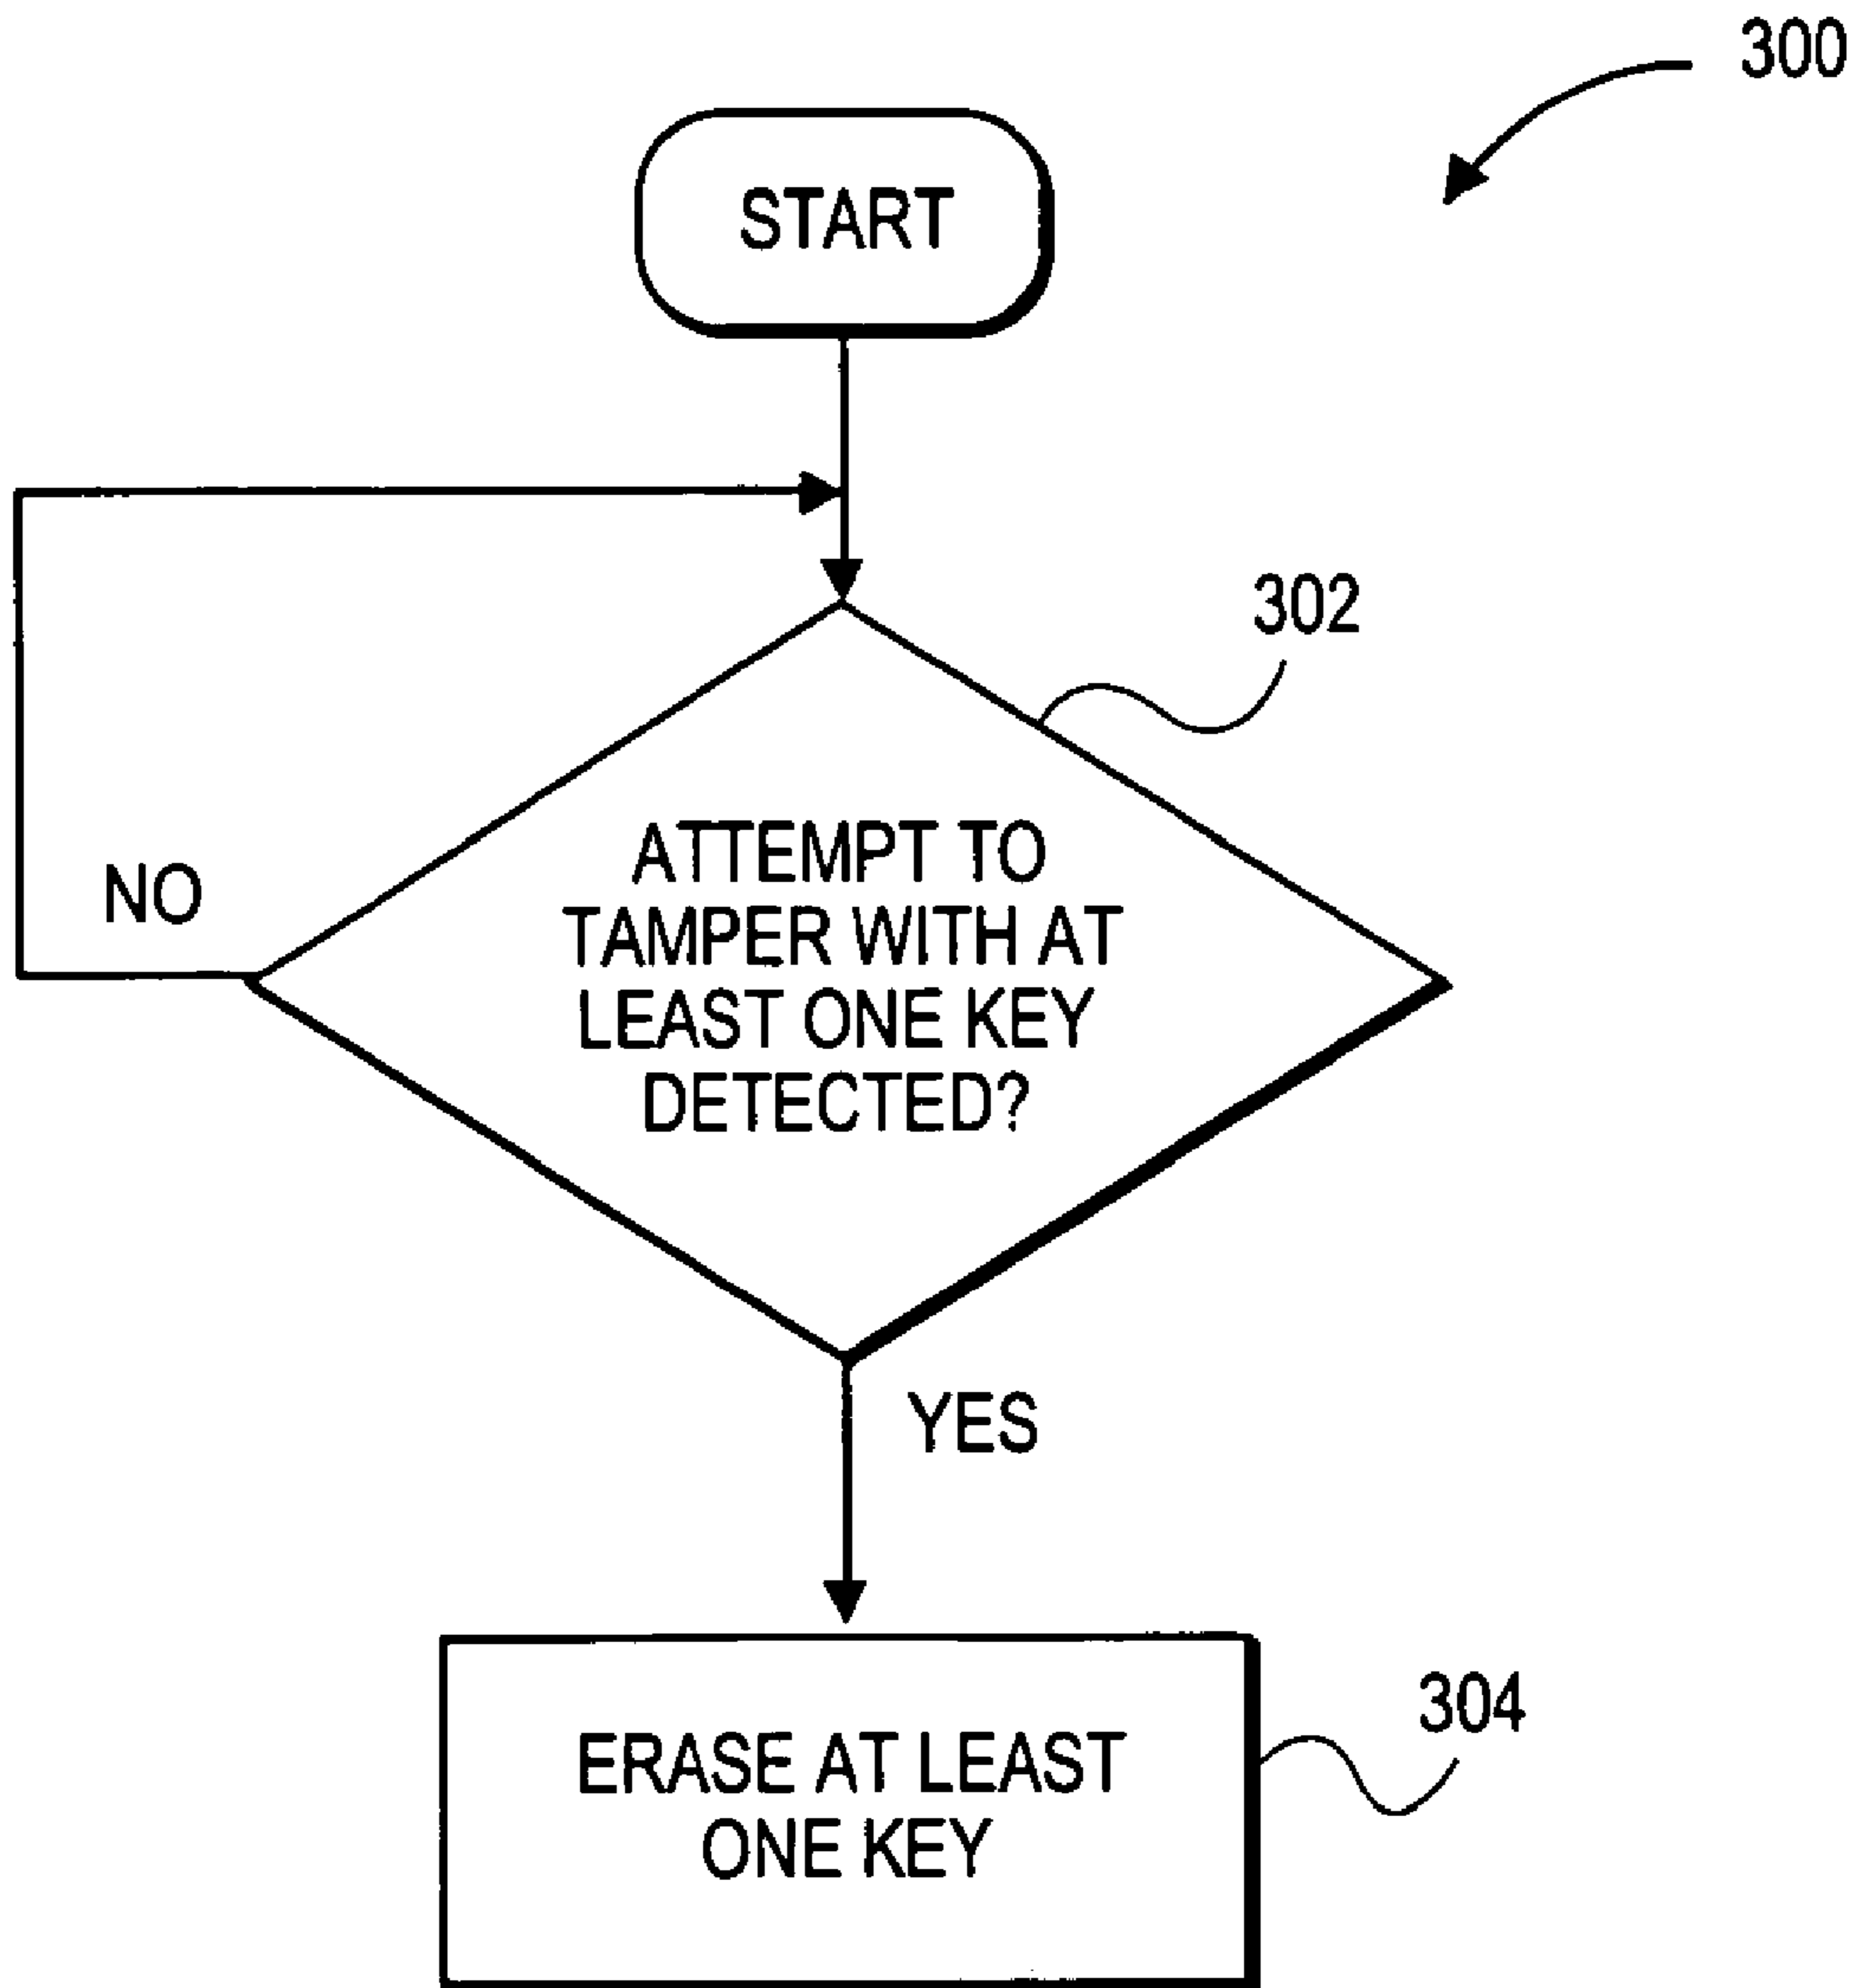 300
START
302
NO
ATTEMPT TO
TAMPER WITH AT
LEAST ONE KEY
DETECTED?
YES
304
ERASE AT LEAST
ONE KEY